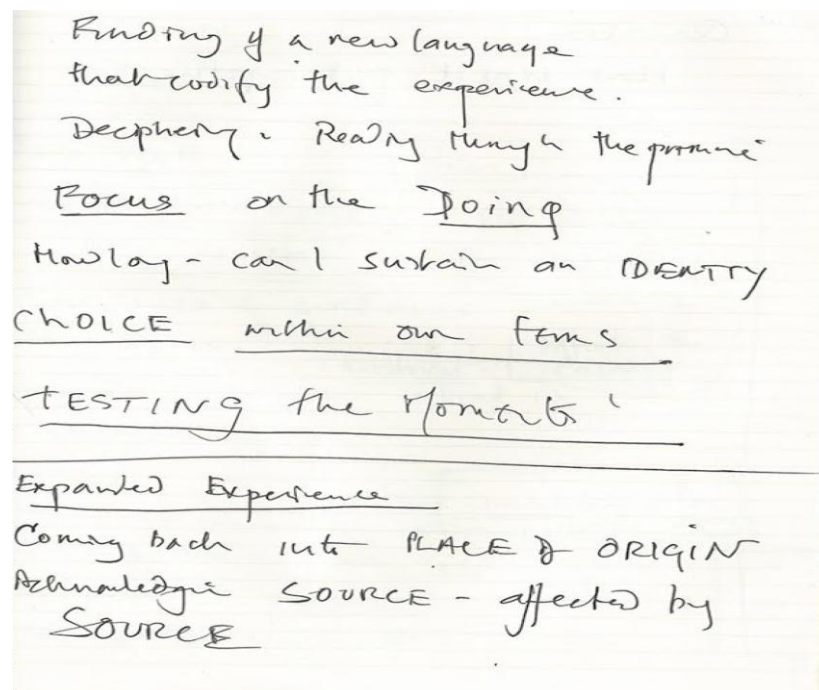 Finding of a new language
that codify the experience.
Deciphering. Reading through the
Focus on the Doing
How long - can I sustain an IDENTITY
CHOICE within our terms
TESTING the Moments
Expanded Experience
Coming back into PLACE of ORIGIN
Acknowledge SOURCE - affected by
SOURCE